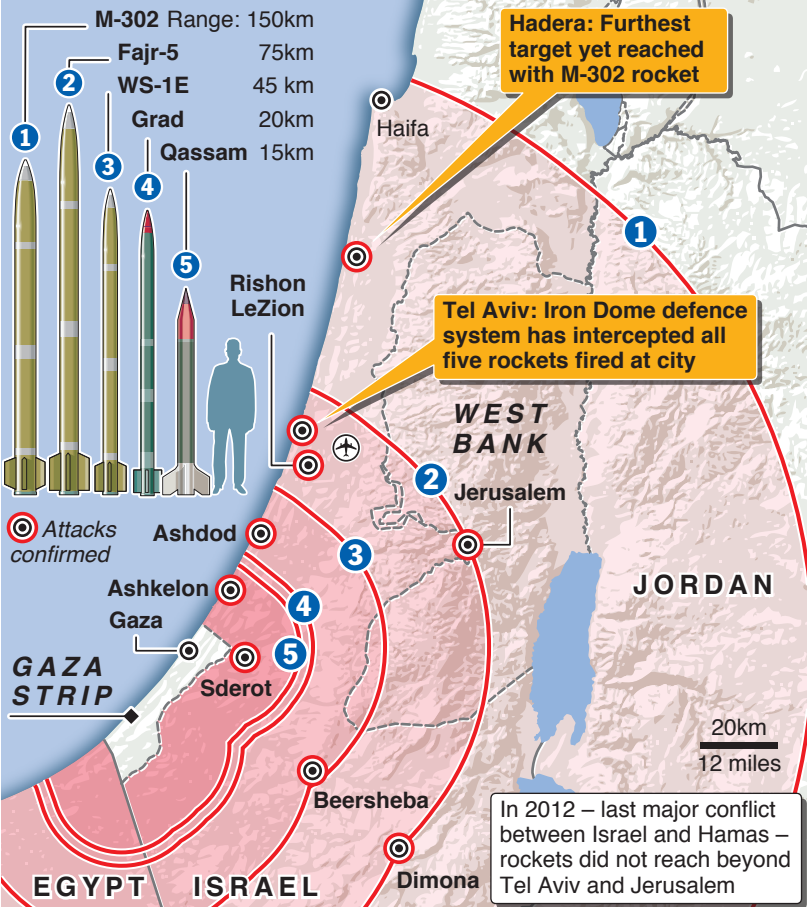 M-302 Range: 150km
Fajr-5 75km
WS-1E 45 km
Grad 20km
Qassam 15km
1
2
3
4
5
Hadera: Furthest
target yet reached
with M-302 rocket
Haifa
1
Rishon
LeZion
Tel Aviv: Iron Dome defence
system has intercepted all
five rockets fired at city
WEST
BANK
2
Jerusalem
Attacks
confirmed
Ashdod
3
Ashkelon
4
Gaza
5
JORDAN
GAZA
STRIP
Sderot
20km
12 miles
Beersheba
In 2012 – last major conflict
between Israel and Hamas –
rockets did not reach beyond
Tel Aviv and Jerusalem
Dimona
EGYPT
ISRAEL